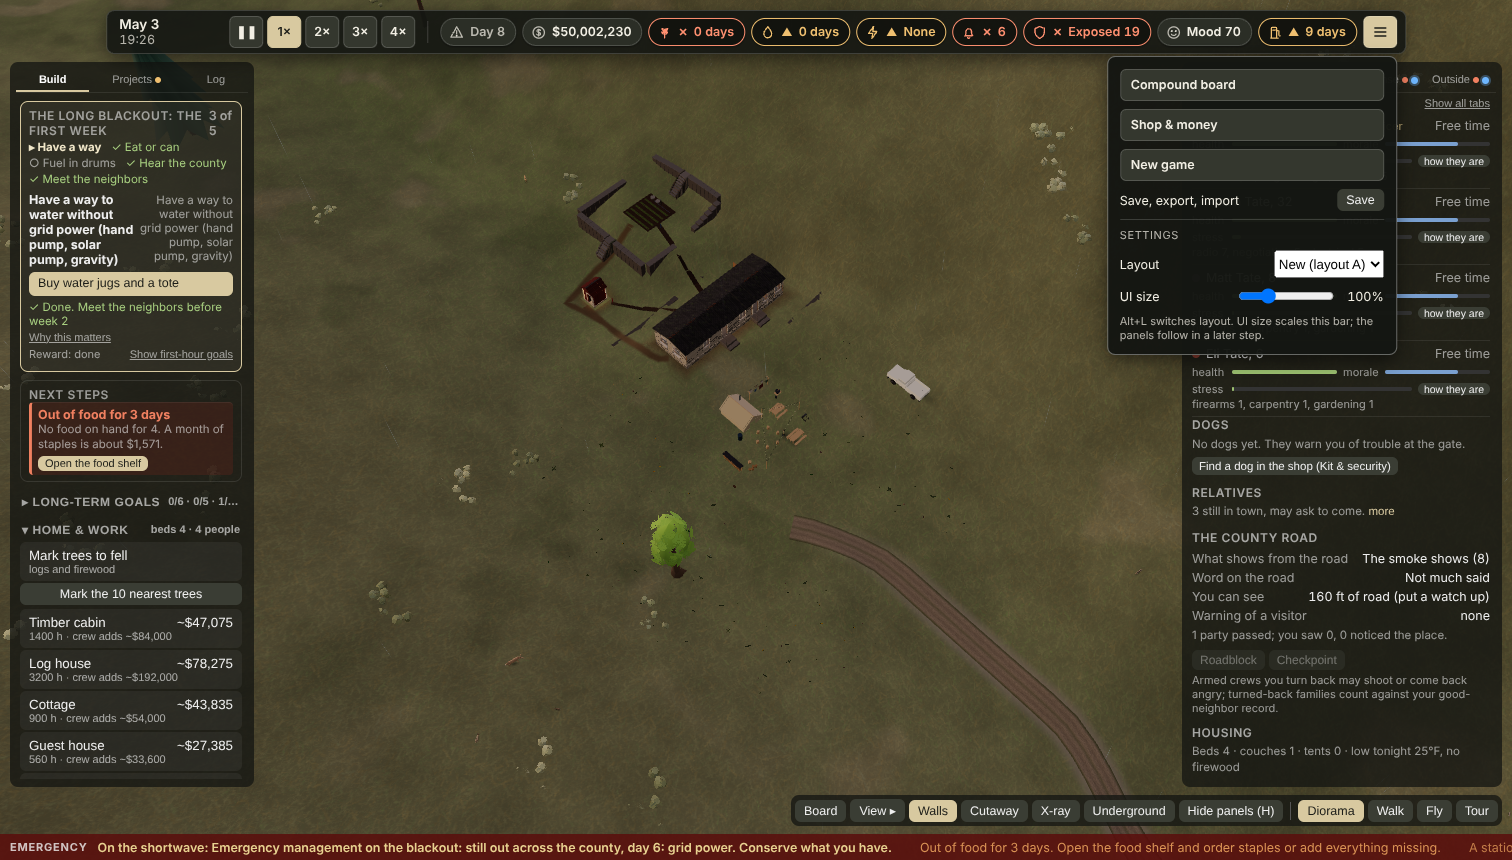 May 3
19:26
❚❚ 1× 2× 3× 4×
Day 8
$50,002,230
× 0 days
▲ 0 days
▲ None
× 6
× Exposed 19
Mood 70
▲ 9 days
Build Projects Log
THE LONG BLACKOUT: THE FIRST WEEK 3 of 5
▸ Have a way ✓ Eat or can
○ Fuel in drums ✓ Hear the county
✓ Meet the neighbors
Have a way to
water without
grid power (hand
pump, solar
pump, gravity)
Have a way to
water without
grid power (hand
pump, solar
pump, gravity)
Buy water jugs and a tote
✓ Done. Meet the neighbors before
week 2
Why this matters
Reward: done Show first-hour goals
NEXT STEPS
Out of food for 3 days
No food on hand for 4. A month of
staples is about $1,571.
Open the food shelf
▸ LONG-TERM GOALS 0/6 · 0/5 · 1/...
▾ HOME & WORK beds 4 · 4 people
Mark trees to fell
logs and firewood
Mark the 10 nearest trees
Timber cabin ~$47,075
1400 h · crew adds ~$84,000
Log house ~$78,275
3200 h · crew adds ~$192,000
Cottage ~$43,835
900 h · crew adds ~$54,000
Guest house ~$27,385
560 h · crew adds ~$33,600
Compound board
Shop & money
New game
Save, export, import Save
SETTINGS
Layout New (layout A)
UI size 100%
Alt+L switches layout. UI size scales this bar; the
panels follow in a later step.
Outside
Show all tabs
Free time
how they are
Free time
how they are
Free time
how they are
Free time
health morale
stress how they are
firearms 1, carpentry 1, gardening 1
DOGS
No dogs yet. They warn you of trouble at the gate.
Find a dog in the shop (Kit & security)
RELATIVES
3 still in town, may ask to come. more
THE COUNTY ROAD
What shows from the road The smoke shows (8)
Word on the road Not much said
You can see 160 ft of road (put a watch up)
Warning of a visitor none
1 party passed; you saw 0, 0 noticed the place.
Roadblock Checkpoint
Armed crews you turn back may shoot or come back
angry; turned-back families count against your good-
neighbor record.
HOUSING
Beds 4 · couches 1 · tents 0 · low tonight 25°F, no
firewood
Board View ▸ Walls Cutaway X-ray Underground Hide panels (H) Diorama Walk Fly Tour
EMERGENCY On the shortwave: Emergency management on the blackout: still out across the county, day 6: grid power. Conserve what you have. Out of food for 3 days. Open the food shelf and order staples or add everything missing. A stati